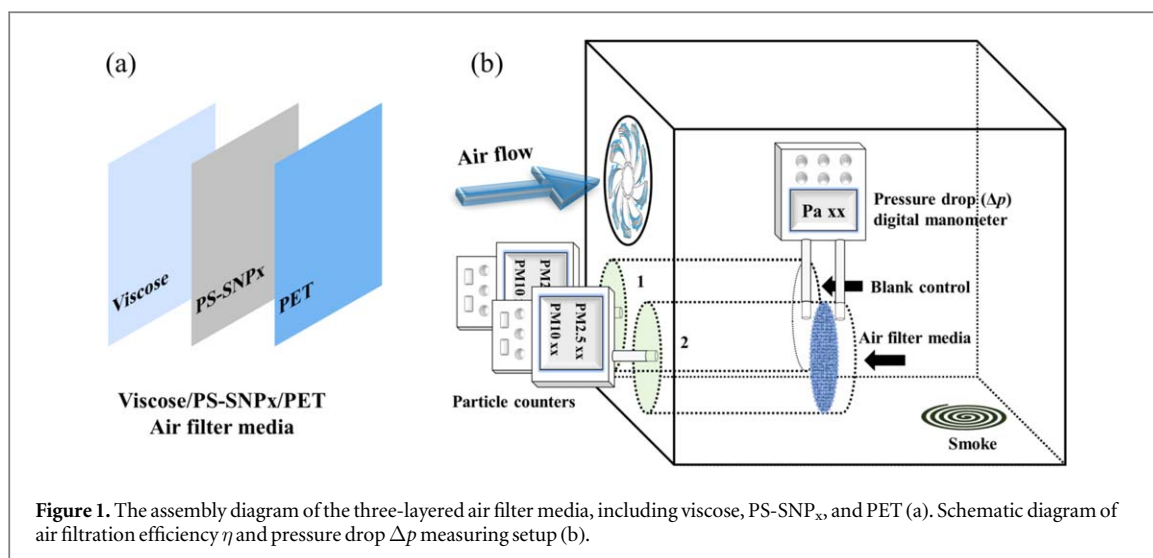 (a)
Viscose
PS-SNPx
PET
Viscose/PS-SNPx/PET
Air filter media
(b)
Air flow
Pa xx
Pressure drop (Δp)
digital manometer
1
Blank control
PM2
PM10
PM2.5 xx
PM10 xx
2
Air filter media
Particle counters
Smoke
Figure 1. The assembly diagram of the three-layered air filter media, including viscose, PS-SNPₓ, and PET (a). Schematic diagram of
air filtration efficiency η and pressure drop Δp measuring setup (b).